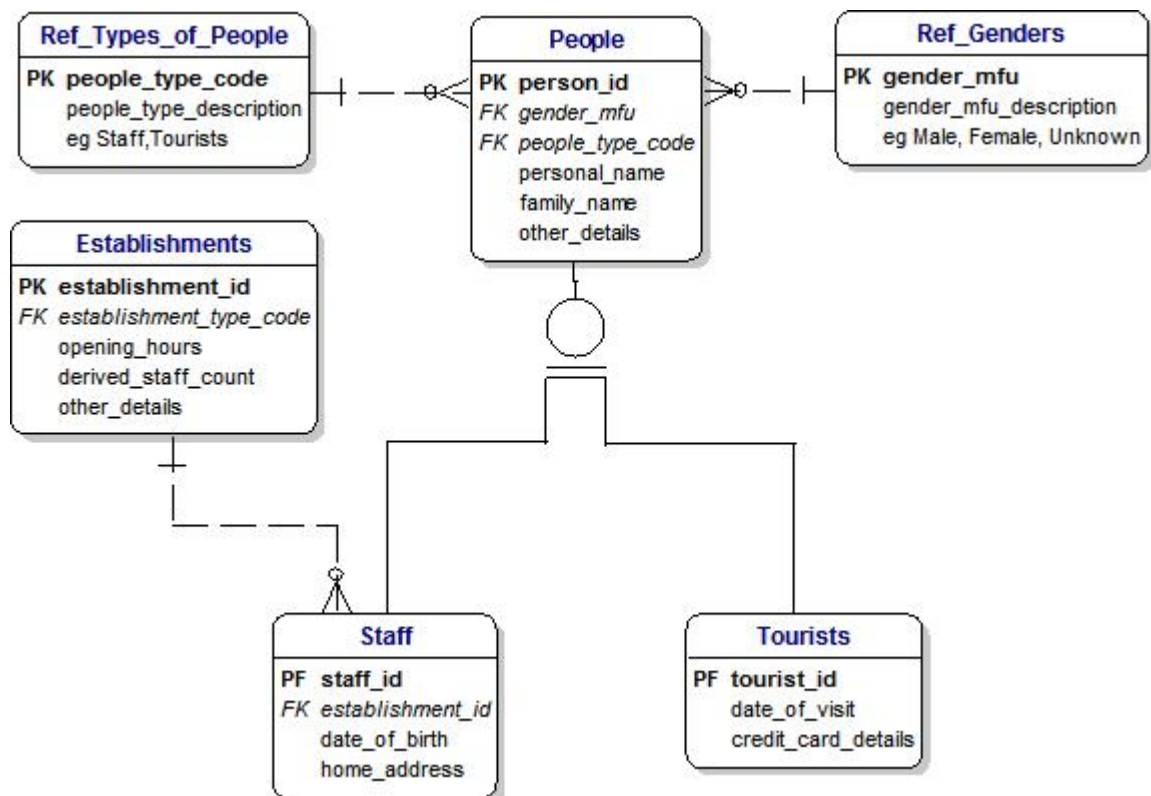 Ref_Types_of_People
PK people_type_code
people_type_description
eg Staff,Tourists
People
PK person_id
FK gender_mfu
FK people_type_code
personal_name
family_name
other_details
Ref_Genders
PK gender_mfu
gender_mfu_description
eg Male, Female, Unknown
Establishments
PK establishment_id
FK establishment_type_code
opening_hours
derived_staff_count
other_details
Staff
PF staff_id
FK establishment_id
date_of_birth
home_address
Tourists
PF tourist_id
date_of_visit
credit_card_details